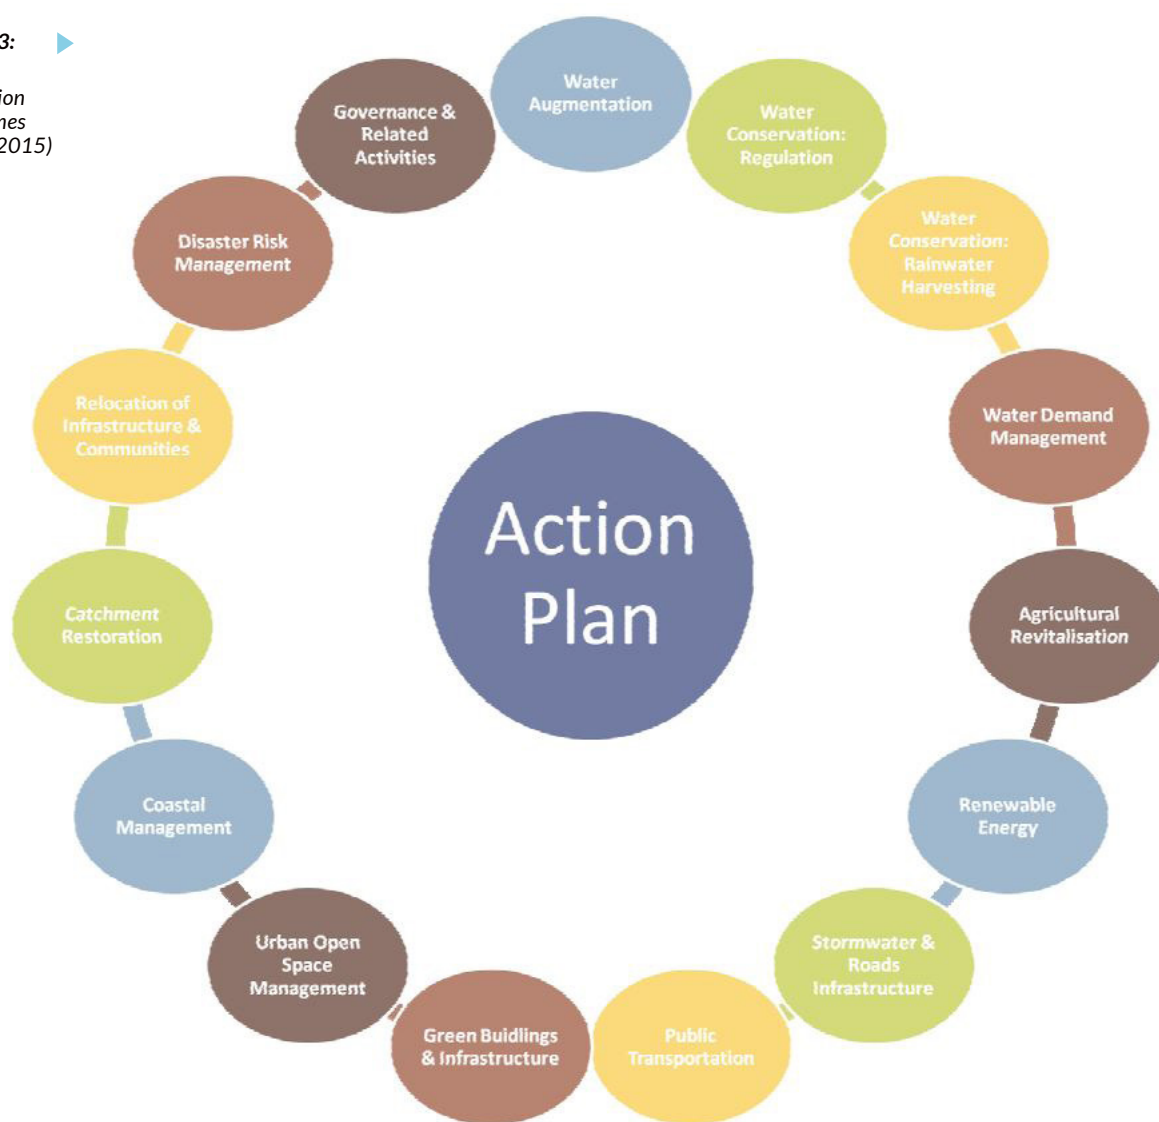 3:
2015)
Water
Augmentation
Water
Conservation:
Regulation
Water
Conservation:
Rainwater
Harvesting
Water Demand
Management
Agricultural
Revitalisation
Renewable
Energy
Stormwater &
Roads
Infrastructure
Public
Transportation
Green Buidlings
& Infrastructure
Urban Open
Space
Management
Coastal
Management
Catchment
Restoration
Relocation of
Infrastructure &
Communities
Disaster Risk
Management
Governance &
Related
Activities
Action
Plan